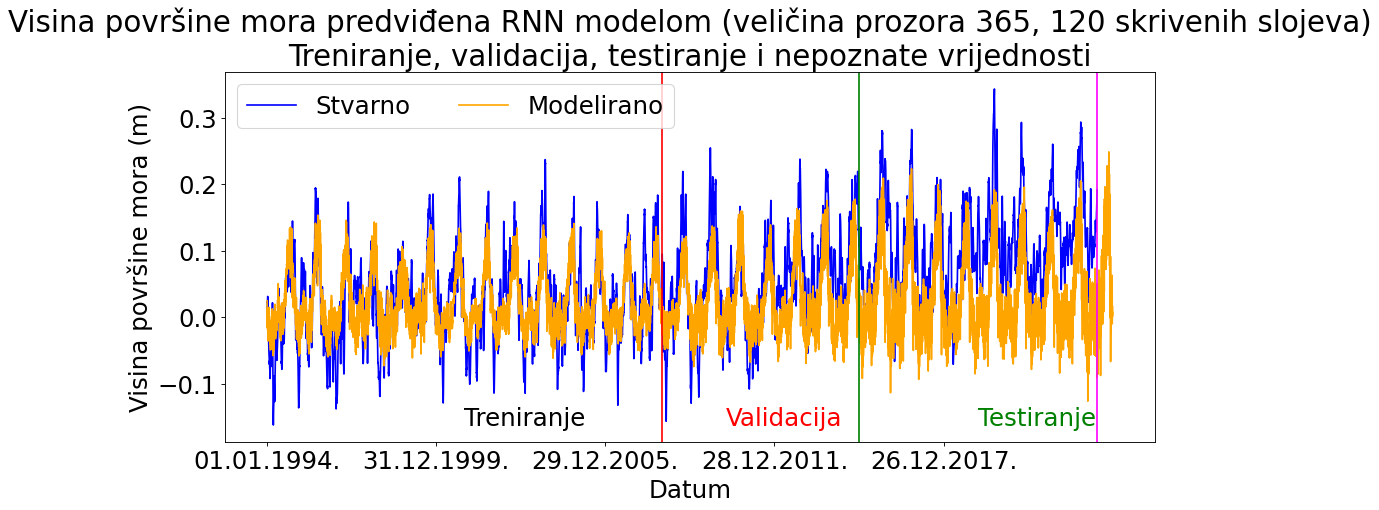 Visina površine mora predviđena RNN modelom (veličina prozora 365, 120 skrivenih slojeva)
Treniranje, validacija, testiranje i nepoznate vrijednosti
Stvarno
Modelirano
Visina površine mora (m)
0.3
0.2
0.1
0.0
−0.1
Treniranje
Validacija
Testiranje
01.01.1994.
31.12.1999.
29.12.2005.
28.12.2011.
26.12.2017.
Datum